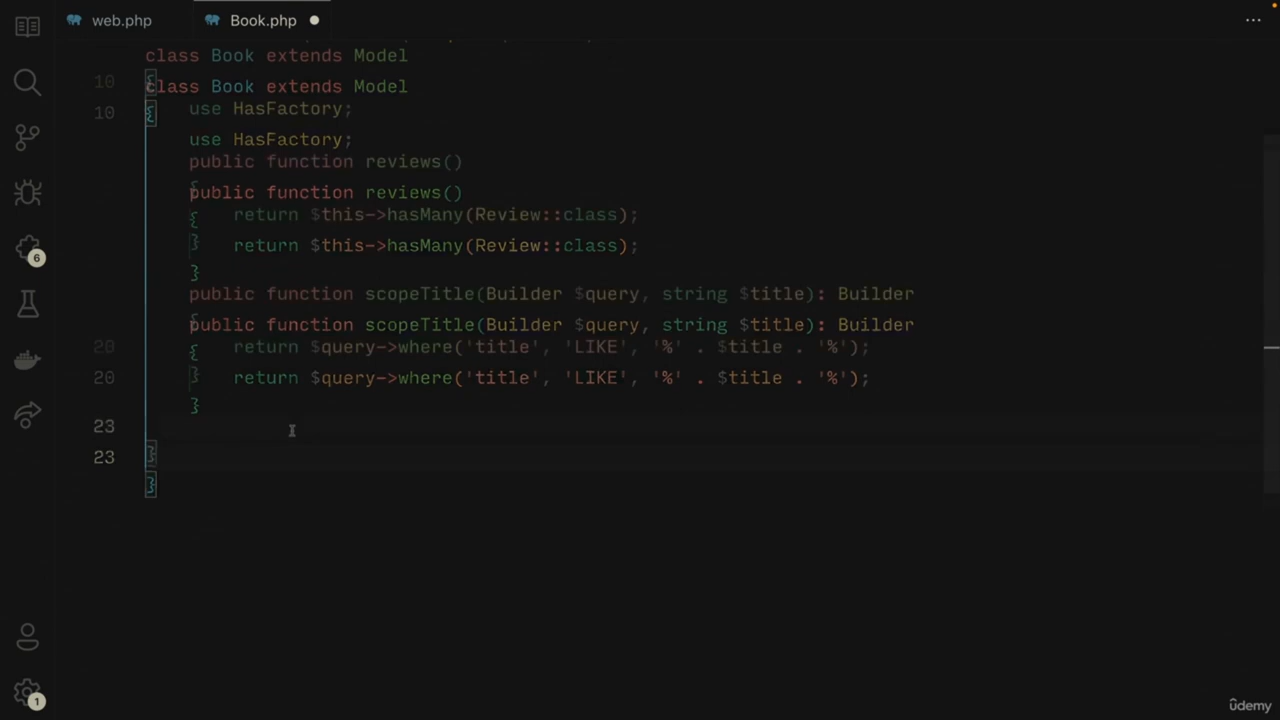 web.php
Book.php
class Book extends Model
10 {
class Book extends Model
10 {
use HasFactory;
use HasFactory;
public function reviews()
public function reviews()
{
return $this->hasMany(Review::class);
}
return $this->hasMany(Review::class);
}
public function scopeTitle(Builder $query, string $title): Builder
public function scopeTitle(Builder $query, string $title): Builder
{
20 return $query->where('title', 'LIKE', '%' . $title . '%');
}
20 return $query->where('title', 'LIKE', '%' . $title . '%');
}
23
}
23
}
6
1
ûdemy